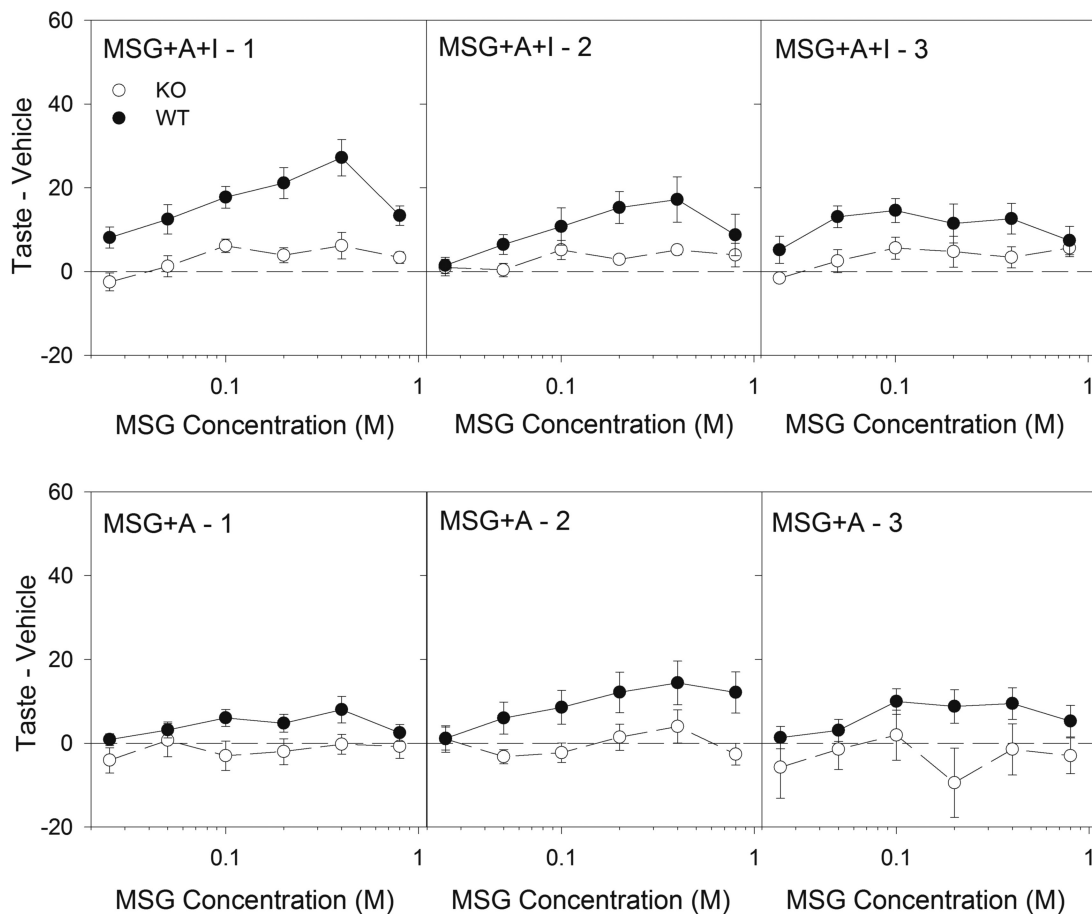 60
40
20
0
-20
Taste - Vehicle
MSG+A+I - 1
KO
WT
MSG+A+I - 2
MSG+A+I - 3
0.1
1
0.1
1
0.1
1
MSG Concentration (M)
MSG Concentration (M)
MSG Concentration (M)
60
40
20
0
-20
Taste - Vehicle
MSG+A - 1
MSG+A - 2
MSG+A - 3
0.1
1
0.1
1
0.1
1
MSG Concentration (M)
MSG Concentration (M)
MSG Concentration (M)